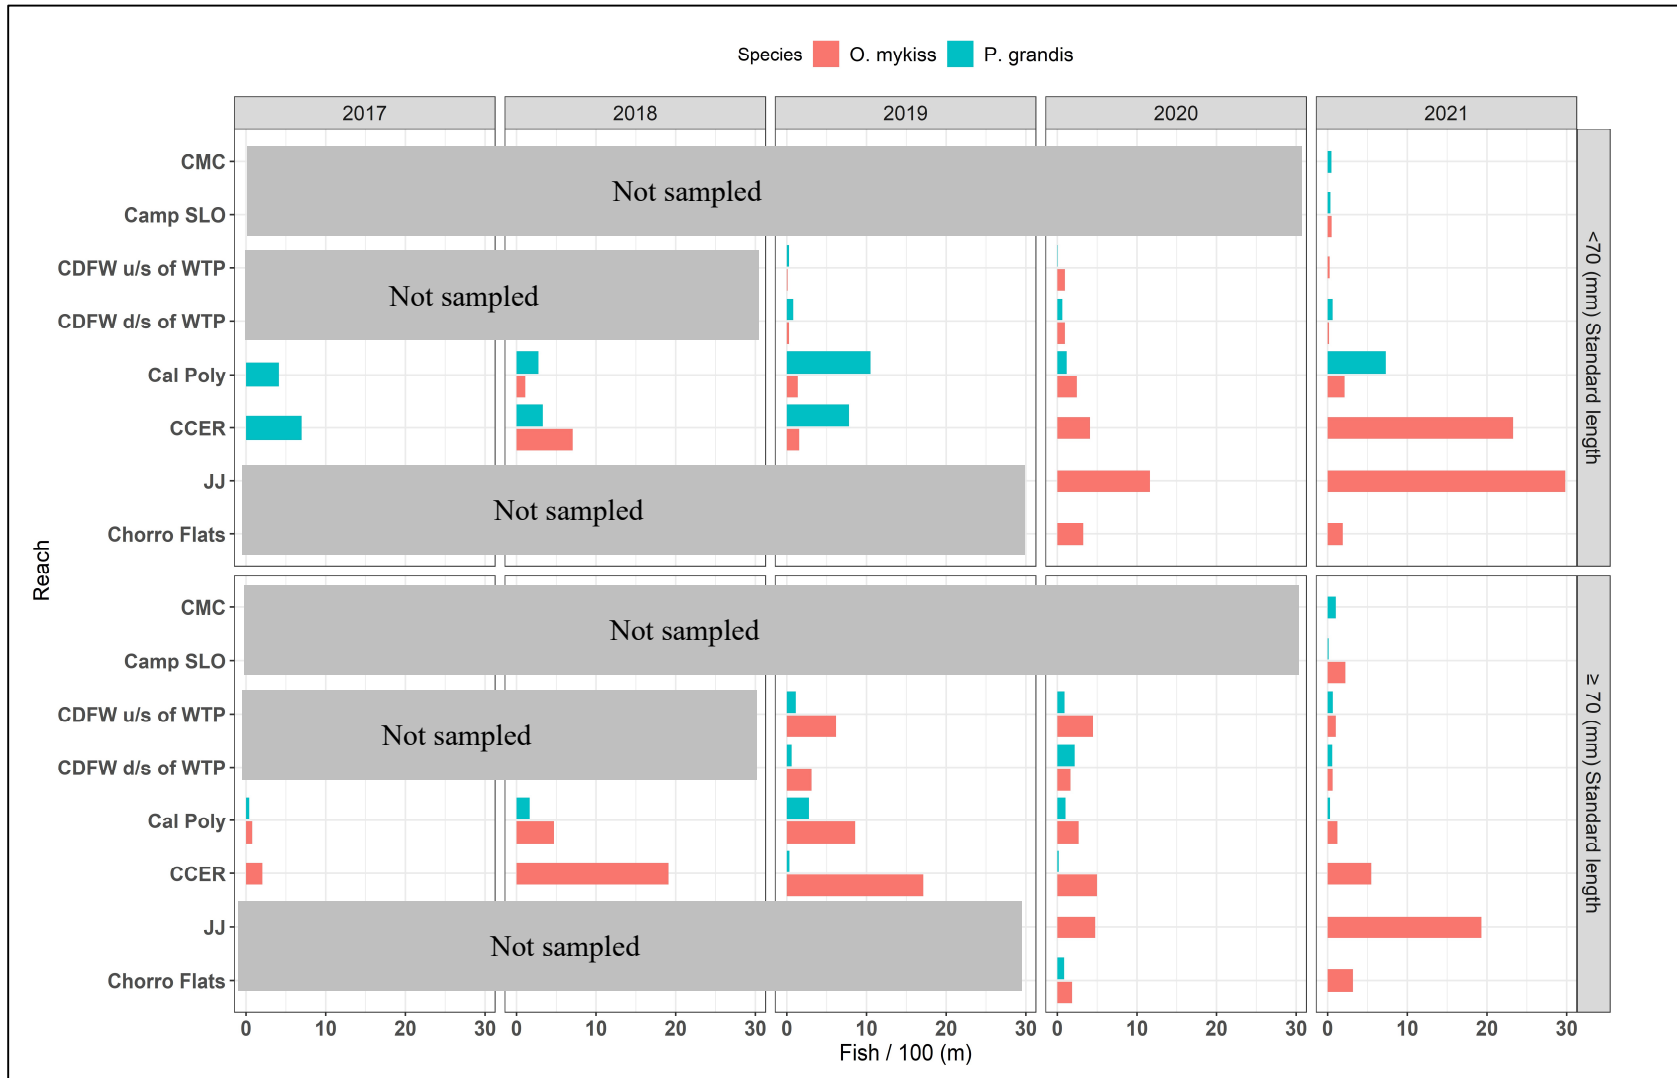 Species O. mykiss P. grandis
2017 2018 2019 2020 2021
CMC
Not sampled
Camp SLO
CDFW u/s of WTP
Not sampled
CDFW d/s of WTP
Cal Poly
CCER
JJ
Not sampled
Chorro Flats
<70 (mm) Standard length
Reach
CMC
Not sampled
Camp SLO
CDFW u/s of WTP
Not sampled
CDFW d/s of WTP
Cal Poly
CCER
JJ
Not sampled
Chorro Flats
≥ 70 (mm) Standard length
0 10 20 30 0 10 20 30 0 10 20 30 0 10 20 30 0 10 20 30
Fish / 100 (m)